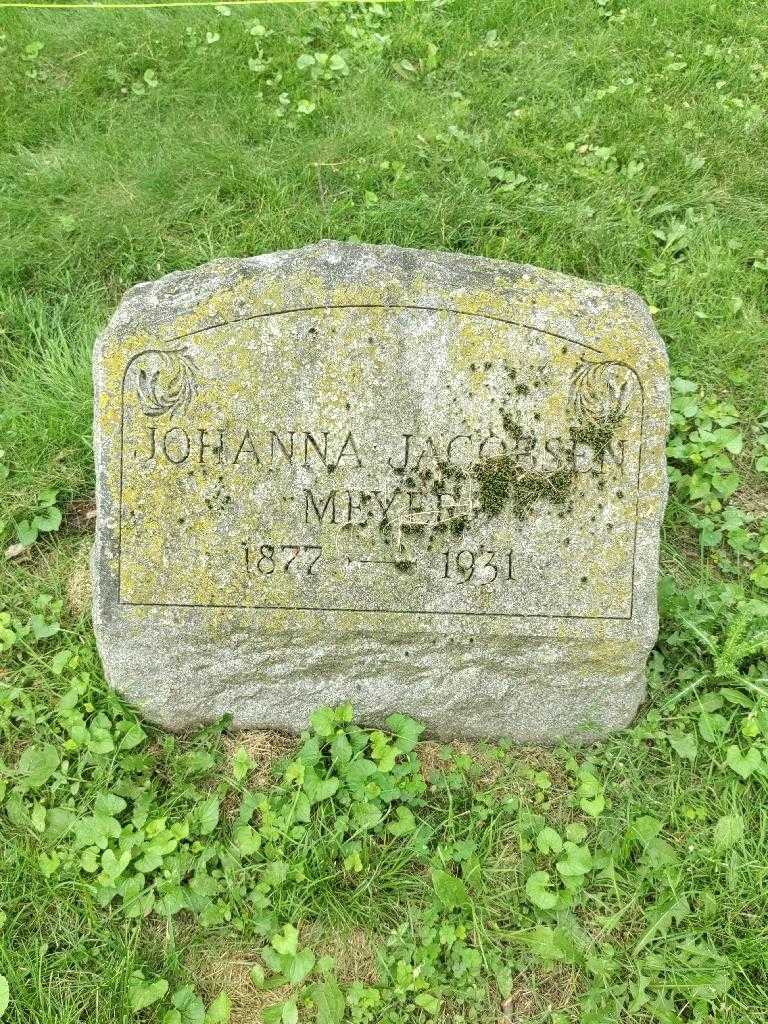 JOHANNA JACOBSEN
MEYER
1877 — 1931